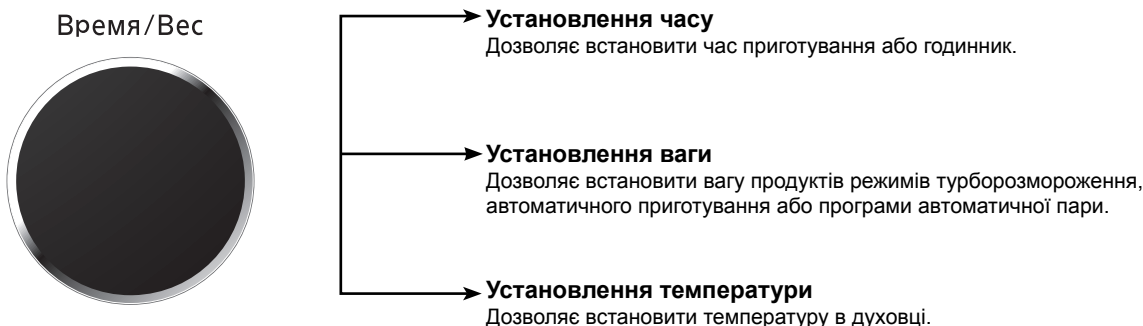 Время/Вес
Установлення часу
Дозволяє встановити час приготування або годинник.
Установлення ваги
Дозволяє встановити вагу продуктів режимів турборозмороження,
автоматичного приготування або програми автоматичної пари.
Установлення температури
Дозволяє встановити температуру в духовці.